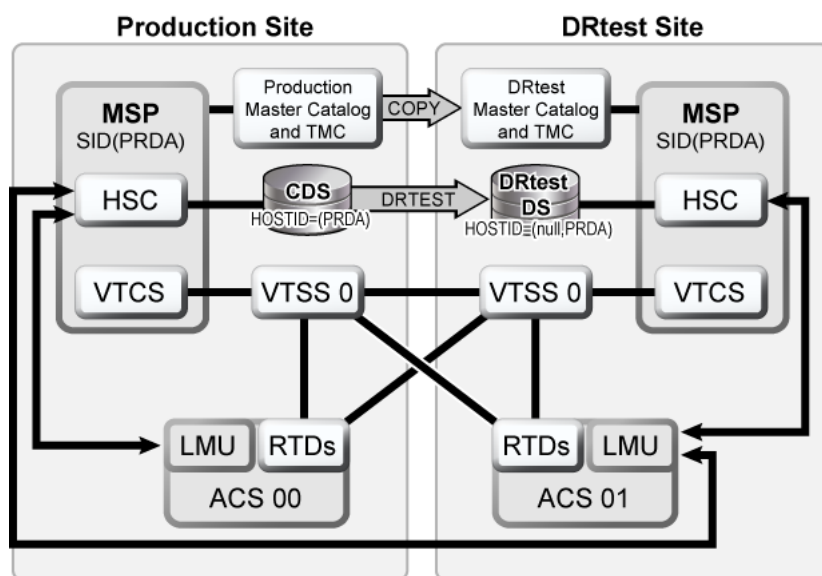 Production Site
DRtest Site
MSP
SID(PRDA)
Production
Master Catalog
and TMC
COPY
DRtest
Master Catalog
and TMC
MSP
SID(PRDA)
HSC
CDS
HOSTID=(PRDA)
DRTEST
DRtest
DS
HOSTID=(null,PRDA)
HSC
VTCS
VTSS 0
VTSS 0
VTCS
LMU
RTDs
ACS 00
RTDs
LMU
ACS 01